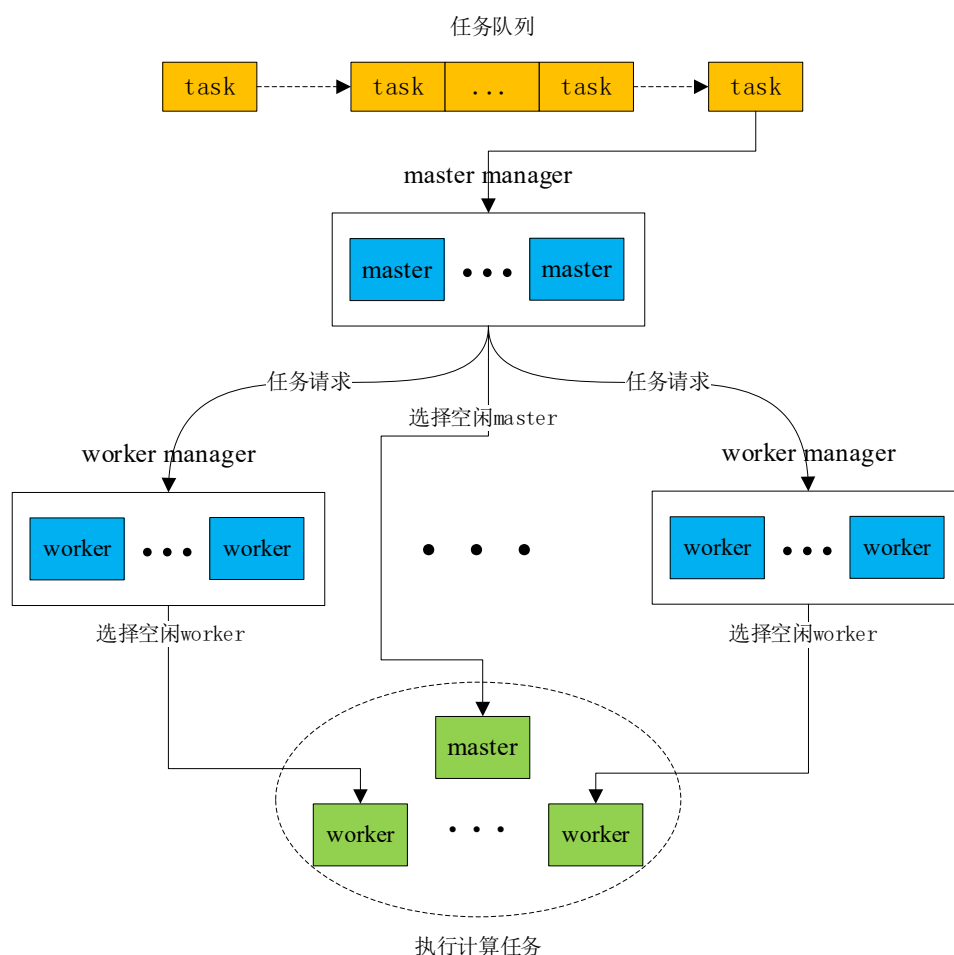 任务队列
task task ... task task
master manager
master ••• master
任务请求 任务请求
选择空闲master
worker manager worker manager
worker ••• worker worker ••• worker
• • •
选择空闲worker 选择空闲worker
master
worker • • • worker
执行计算任务